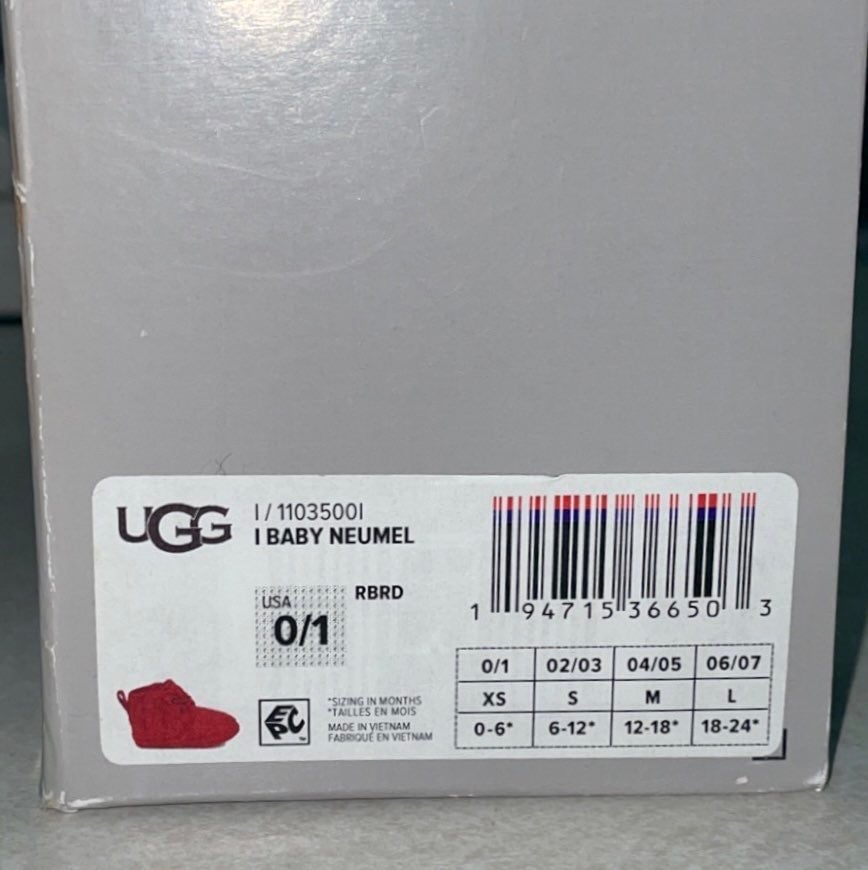 UGG
I / 1103500I
I BABY NEUMEL
RBRD
USA
0/1
1 94715 36650 3
0/1 02/03 04/05 06/07
XS S M L
0-6* 6-12* 12-18* 18-24*
EPC
™
*SIZING IN MONTHS
*TAILLES EN MOIS
MADE IN VIETNAM
FABRIQUÉ EN VIETNAM